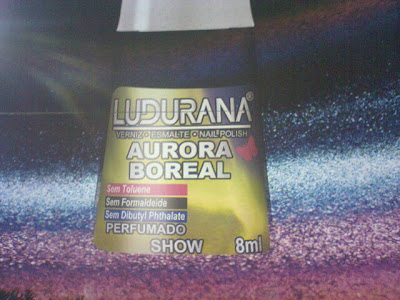 LUDURANA®
VERNIZ•ESMALTE•NAIL POLISH
AURORA
BOREAL
Sem Toluene
Sem Formaldeide
Sem Dibutyl Phthalate
PERFUMADO
SHOW 8ml